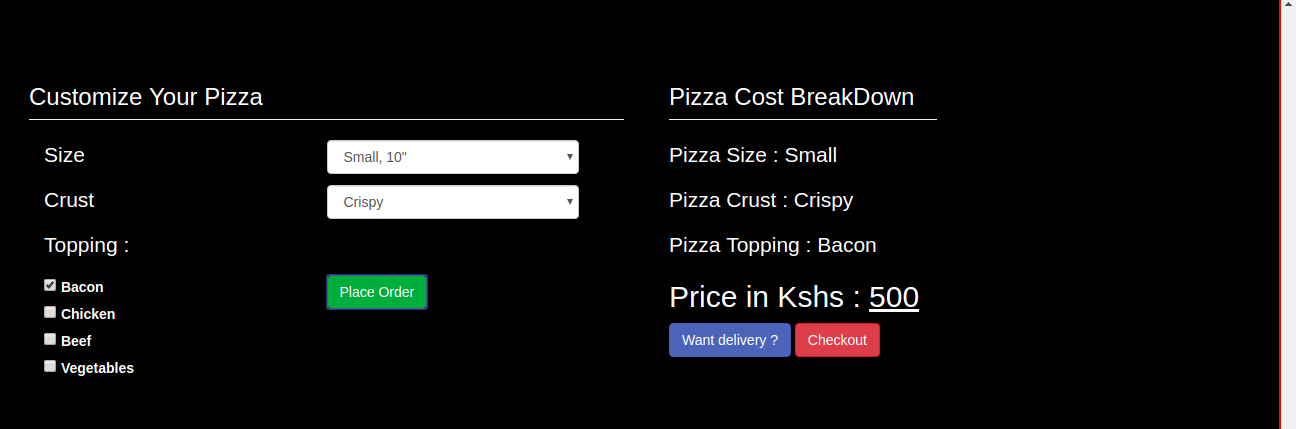 Customize Your Pizza
Size
Small, 10"
Crust
Crispy
Topping :
Bacon
Chicken
Beef
Vegetables
Place Order
Pizza Cost BreakDown
Pizza Size : Small
Pizza Crust : Crispy
Pizza Topping : Bacon
Price in Kshs : 500
Want delivery ?
Checkout